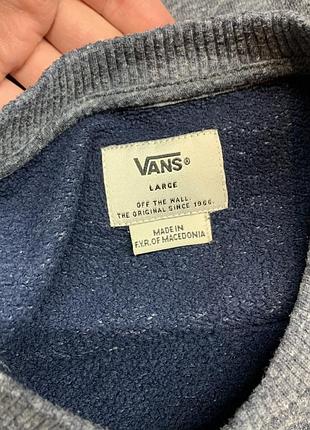 VANS®
LARGE
OFF THE WALL.
THE ORIGINAL SINCE 1966.
MADE IN
F.Y.R. OF MACEDONIA